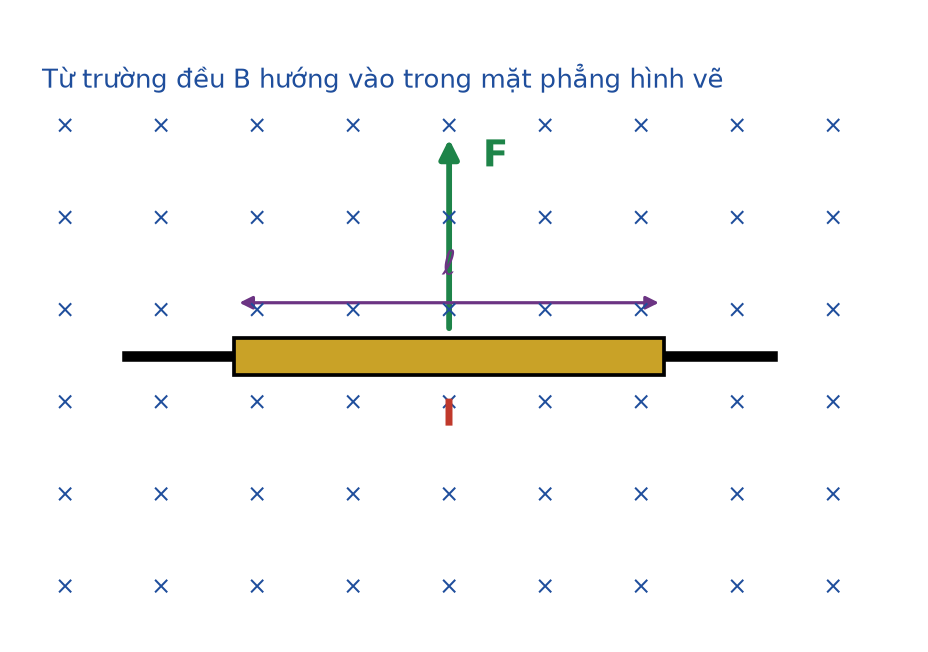 Từ trường đều B hướng vào trong mặt phẳng hình vẽ
F
ℓ
I